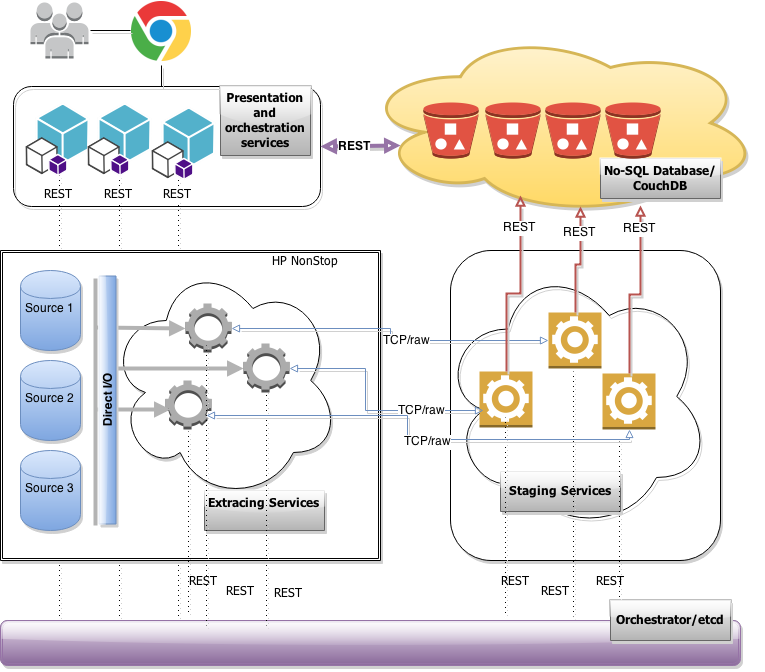 Presentation
and
orchestration
services
REST
REST
REST
REST
No-SQL Database/
CouchDB
REST
REST
REST
HP NonStop
Source 1
Source 2
Source 3
Direct I/O
TCP/raw
TCP/raw
TCP/raw
Extracing Services
Staging Services
REST
REST
REST
REST
REST
REST
Orchestrator/etcd